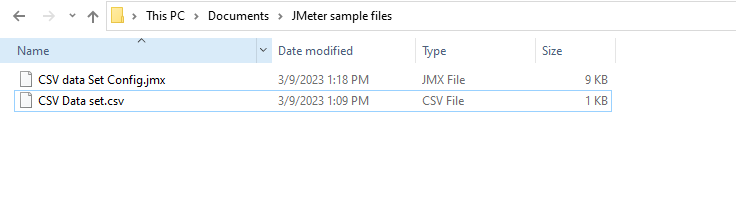 This PC > Documents > JMeter sample files
Name Date modified Type Size
CSV data Set Config.jmx 3/9/2023 1:18 PM JMX File 9 KB
CSV Data set.csv 3/9/2023 1:09 PM CSV File 1 KB